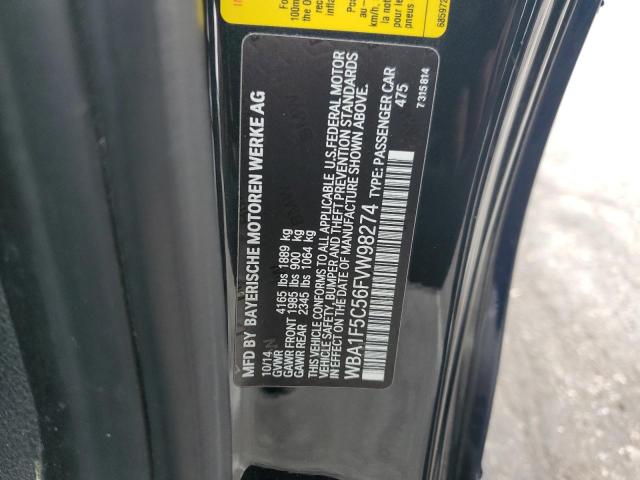 MFD BY BAYERISCHE MOTOREN WERKE AG
10/14
GVWR 4165 lbs 1889 kg
GAWR FRONT 1985 lbs 900 kg
GAWR REAR 2345 lbs 1064 kg
THIS VEHICLE CONFORMS TO ALL APPLICABLE U.S.FEDERAL MOTOR
VEHICLE SAFETY, BUMPER AND THEFT PREVENTION STANDARDS
IN EFFECT ON THE DATE OF MANUFACTURE SHOWN ABOVE.
WBA1F5C56FVW98274 TYPE: PASSENGER CAR
475
7315814